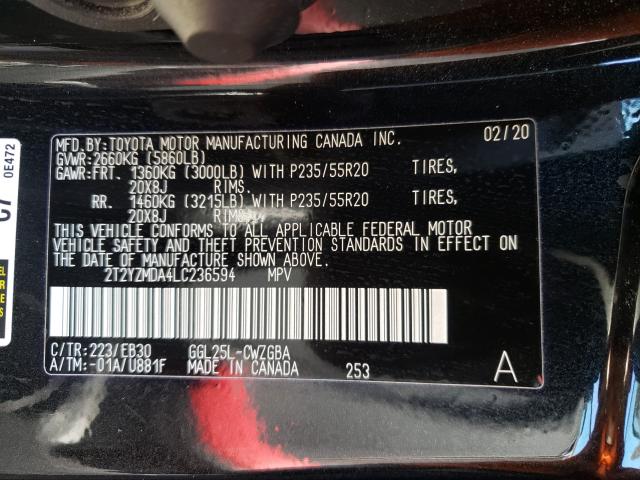 MFD.BY:TOYOTA MOTOR MANUFACTURING CANADA INC. 02/20
GVWR:2660KG (5860LB)
GAWR:FRT. 1360KG (3000LB) WITH P235/55R20 TIRES,
20X8J RIMS.
RR. 1460KG (3215LB) WITH P235/55R20 TIRES,
20X8J RIMS.
THIS VEHICLE CONFORMS TO ALL APPLICABLE FEDERAL MOTOR
VEHICLE SAFETY AND THEFT PREVENTION STANDARDS IN EFFECT ON
THE DATE OF MANUFACTURE SHOWN ABOVE.
2T2YZMDA4LC236594 MPV
C/TR:223/EB30 GGL25L-CWZGBA
A/TM:-01A/U881F MADE IN CANADA 253 A
0E472